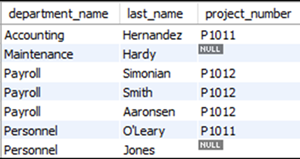 department_name last_name project_number
Accounting Hernandez P1011
Maintenance Hardy NULL
Payroll Simonian P1012
Payroll Smith P1012
Payroll Aaronsen P1012
Personnel O'Leary P1011
Personnel Jones NULL